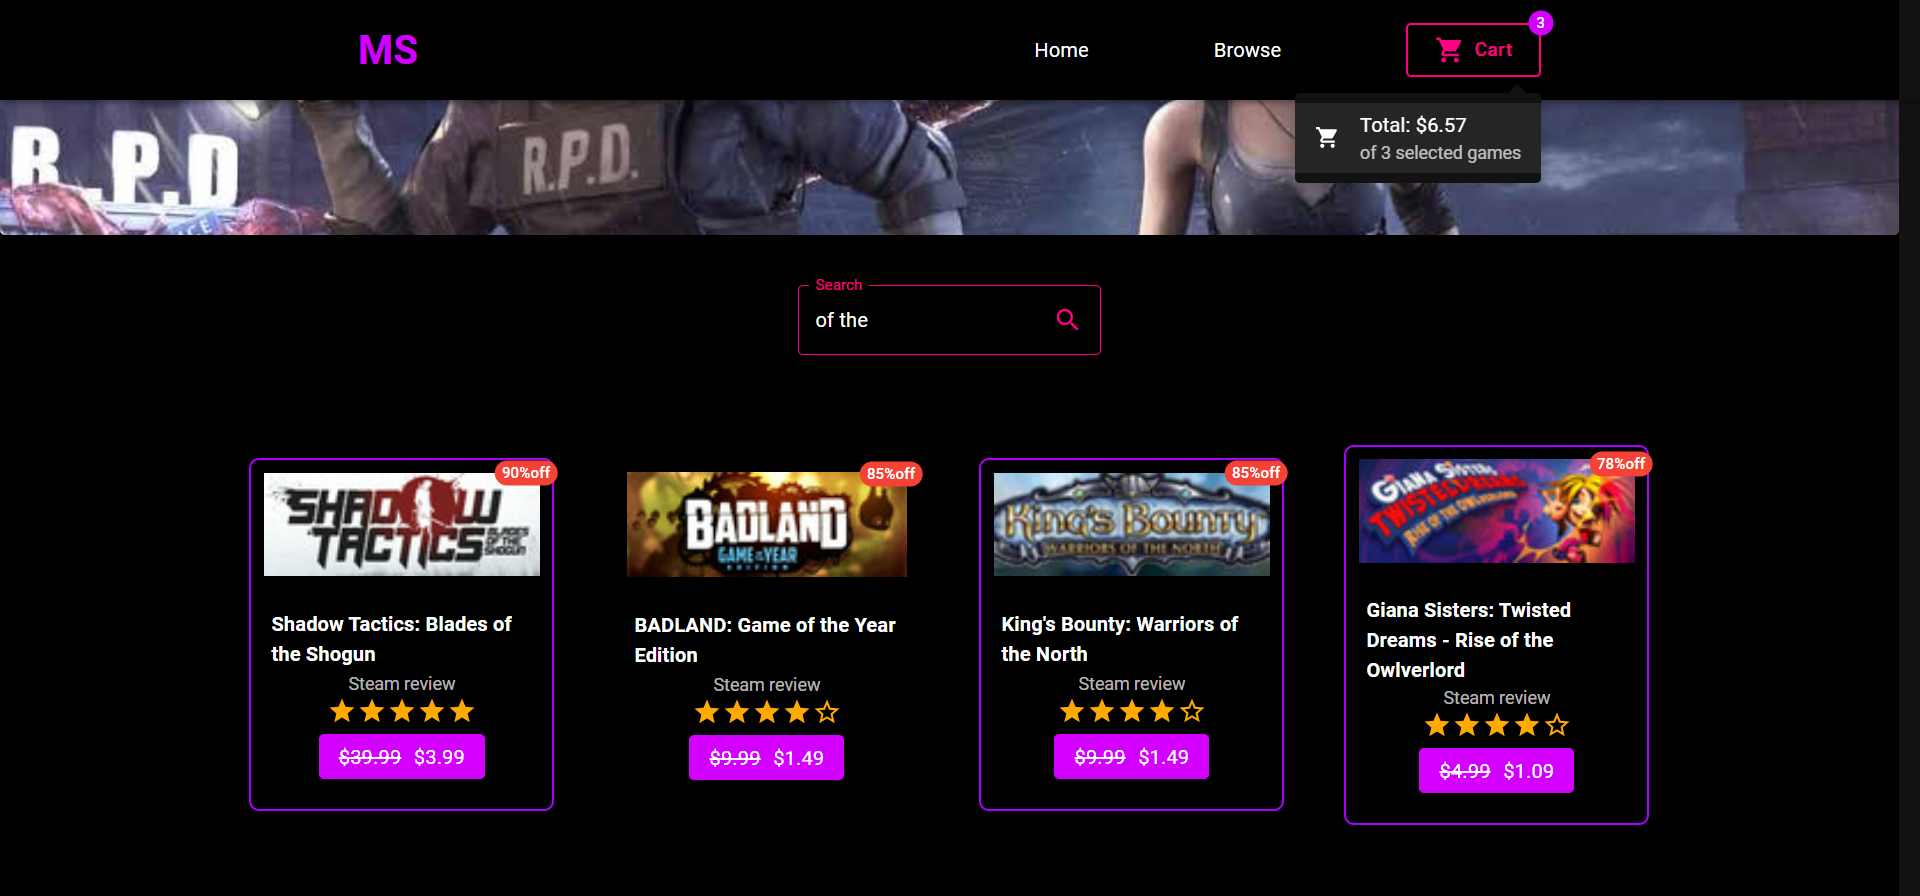 MS
Home
Browse
Cart
3
Total: $6.57
of 3 selected games
R.P.D
R.P.D.
Search
of the
90%off
SHADOW
TACTICS
BLADES
OF THE
SHOGUN
Shadow Tactics: Blades of
the Shogun
Steam review
$39.99 $3.99
85%off
BADLAND
GAME OF THE YEAR
EDITION
BADLAND: Game of the Year
Edition
Steam review
$9.99 $1.49
85%off
King's Bounty
WARRIORS OF THE NORTH
King's Bounty: Warriors of
the North
Steam review
$9.99 $1.49
78%off
GIANA SISTERS
TWISTED DREAMS
RISE OF THE OWLVERLORD
Giana Sisters: Twisted
Dreams - Rise of the
Owlverlord
Steam review
$4.99 $1.09